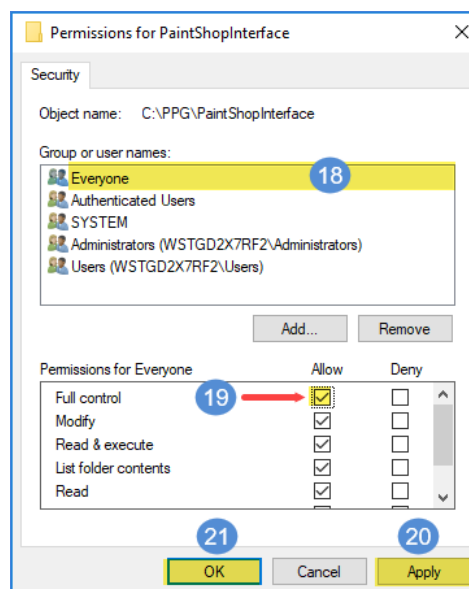 Permissions for PaintShopInterface
Security
Object name: C:\PPG\PaintShopInterface
Group or user names:
Everyone 18
Authenticated Users
SYSTEM
Administrators (WSTGD2X7RF2\Administrators)
Users (WSTGD2X7RF2\Users)
Add... Remove
Permissions for Everyone Allow Deny
Full control 19
Modify
Read & execute
List folder contents
Read
21 20
OK Cancel Apply